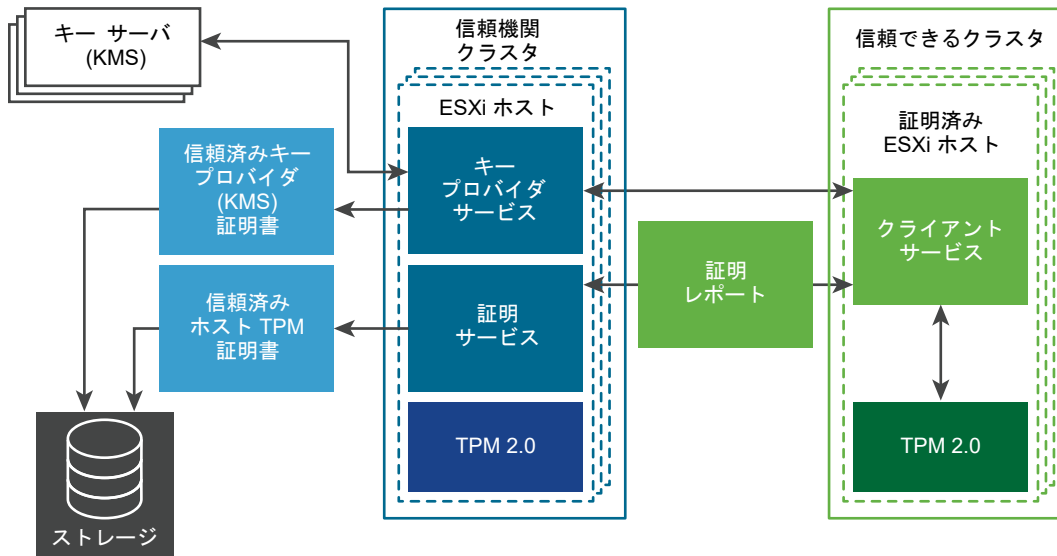 キー サーバ
(KMS)
信頼機関
クラスタ
信頼できるクラスタ
ESXi ホスト
証明済み
ESXi ホスト
信頼済みキー
プロバイダ
(KMS)
証明書
キー
プロバイダ
サービス
クライアント
サービス
証明
レポート
信頼済み
ホスト TPM
証明書
証明
サービス
TPM 2.0
TPM 2.0
ストレージ